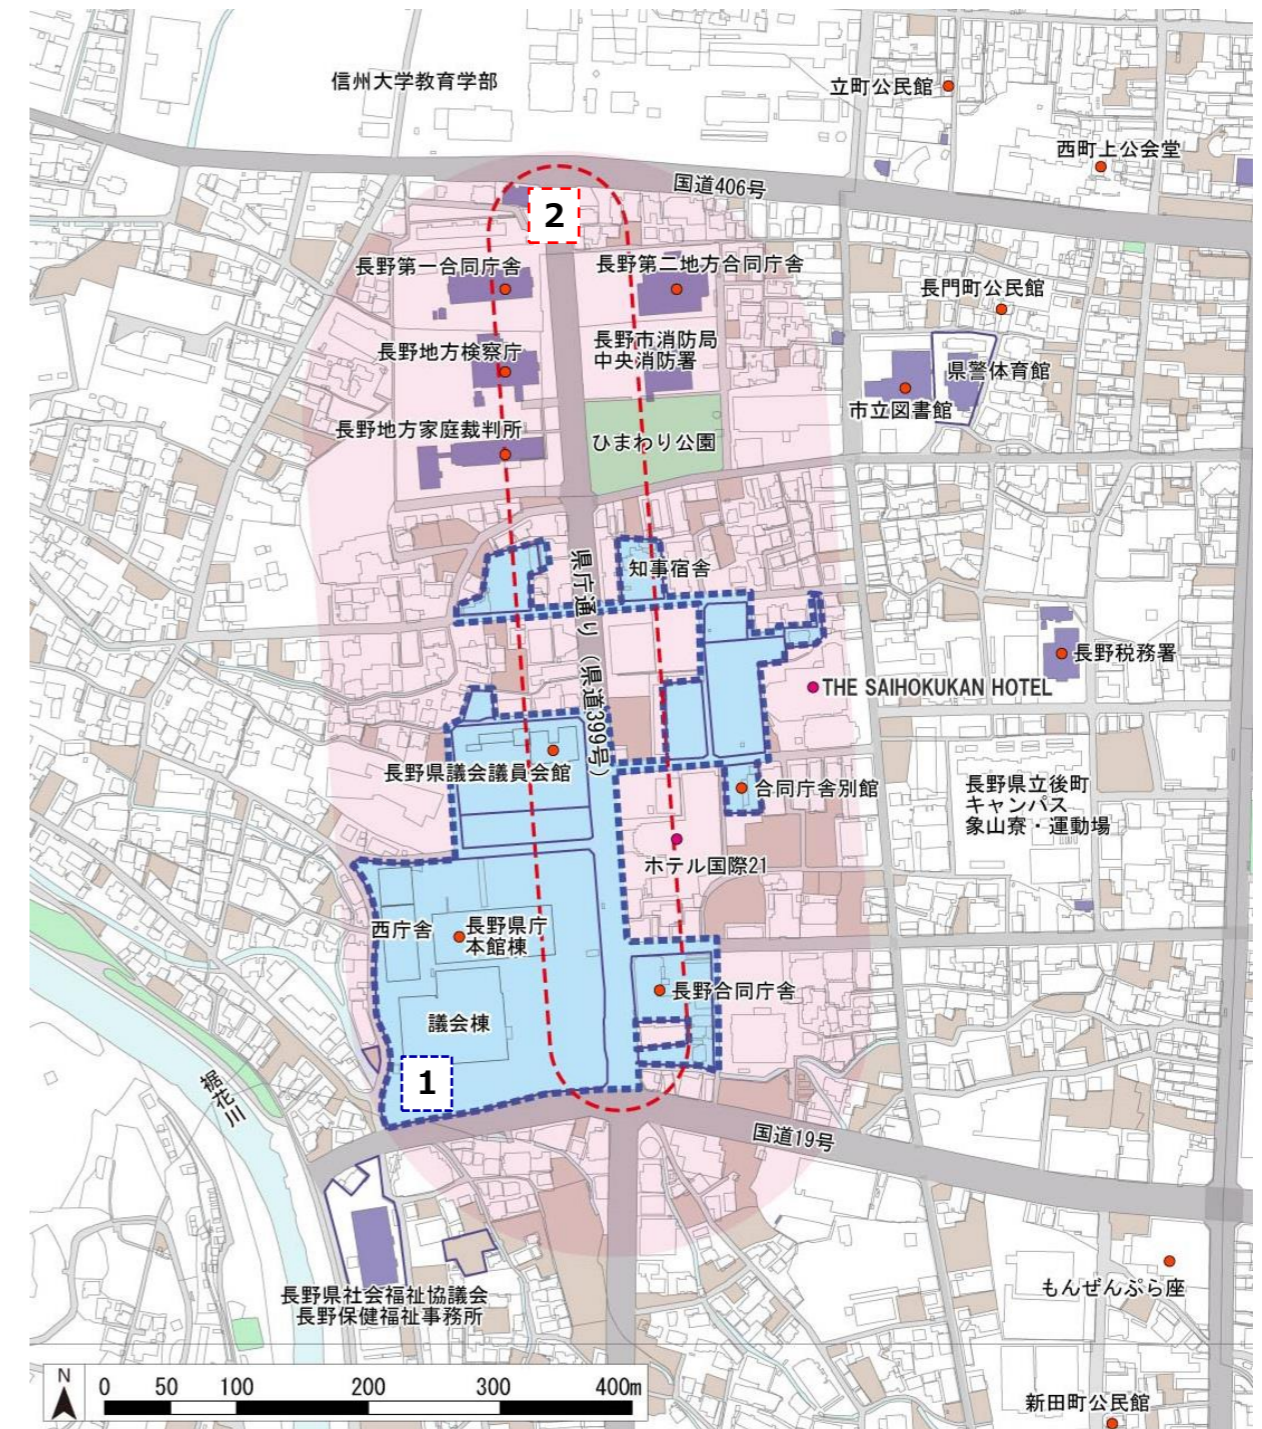 信州大学教育学部
立町公民館
西町上公会堂
国道406号
2
長野第一合同庁舎
長野第二地方合同庁舎
長門町公民館
長野市消防局
中央消防署
長野地方検察庁
県警体育館
市立図書館
長野地方家庭裁判所
ひまわり公園
県庁通り（県道399号）
知事宿舎
長野税務署
THE SAIHOKUKAN HOTEL
長野県議会議員会館
合同庁舎別館
長野県立後町
キャンパス
象山寮・運動場
ホテル国際21
西庁舎
長野県庁
本館棟
長野合同庁舎
議会棟
1
裾花川
国道19号
もんぜんぷら座
長野県社会福祉協議会
長野保健福祉事務所
N
0 50 100 200 300 400m
新田町公民館